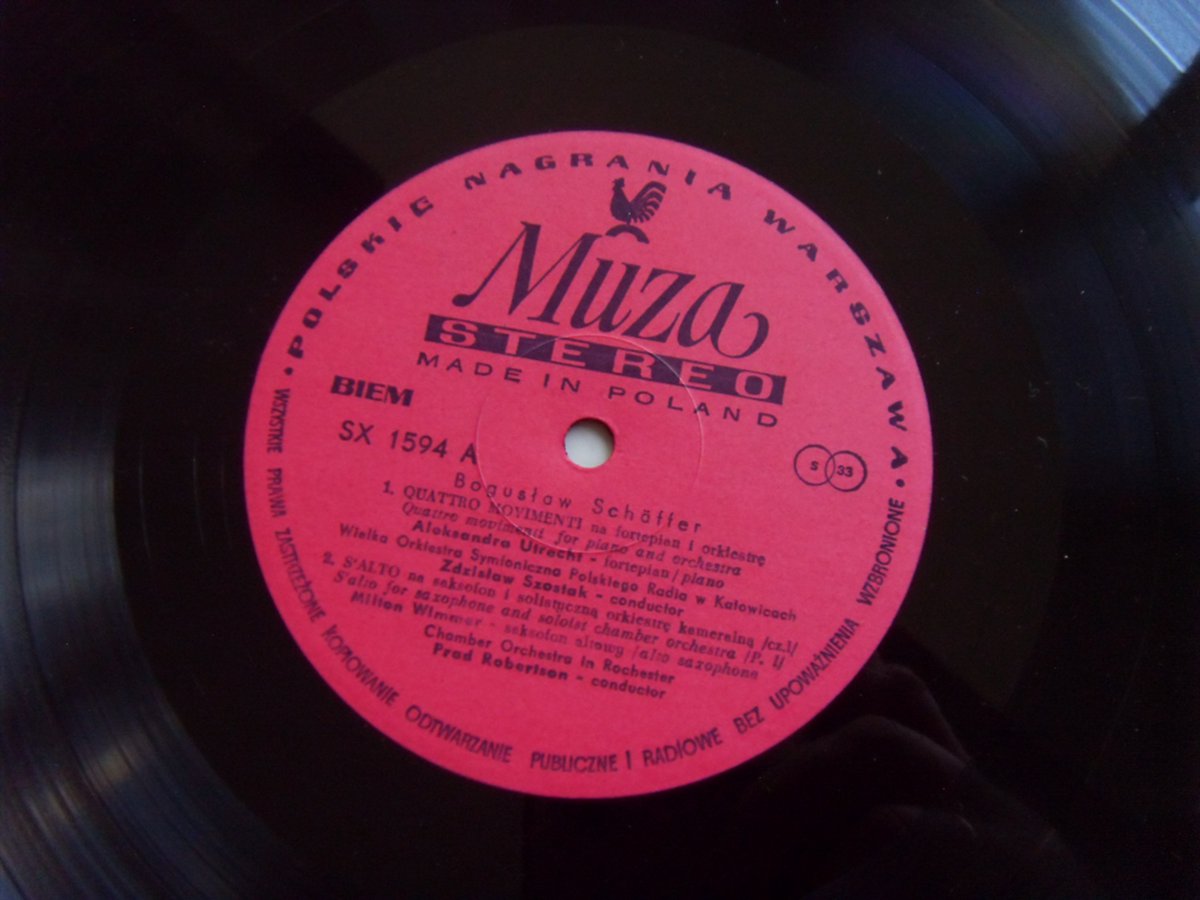 POLSKIE NAGRANIA WARSZAWA
Muza
STEREO
MADE IN POLAND
BIEM
SX 1594 A
S 33
Bogusław Schäffer
1. QUATTRO MOVIMENTI na fortepian i orkiestrę
Quattro movimenti for piano and orchestra
Aleksandra Utrecht - fortepian/piano
Wielka Orkiestra Symfoniczna Polskiego Radia w Katowicach
Zdzisław Szostak - conductor
2. S'ALTO na saksofon i solistyczną orkiestrę kameralną /cz.I/
S'alto for saxophone and soloist chamber orchestra /P. I/
Milton Wimmer - saksofon altowy /alto saxophone
Chamber Orchestra in Rochester
Prad Robertson - conductor
• WSZYSTKIE PRAWA ZASTRZEŻONE KOPIOWANIE ODTWARZANIE PUBLICZNE I RADIOWE BEZ UPOWAŻNIENIA WZBRONIONE •